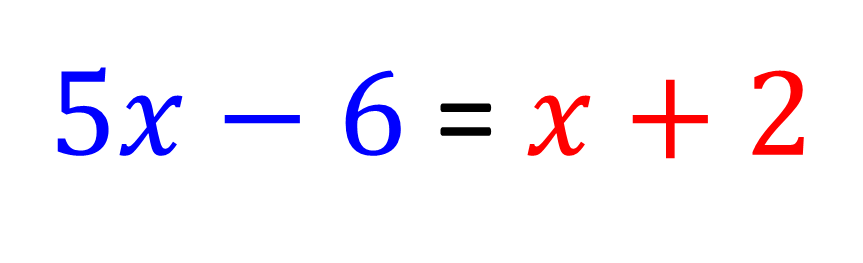 5x − 6 = x + 2